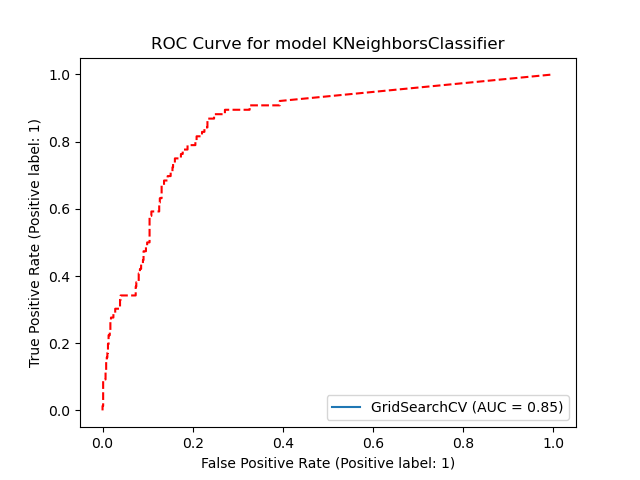 ROC Curve for model KNeighborsClassifier
True Positive Rate (Positive label: 1)
1.0
0.8
0.6
0.4
0.2
0.0
GridSearchCV (AUC = 0.85)
0.0 0.2 0.4 0.6 0.8 1.0
False Positive Rate (Positive label: 1)